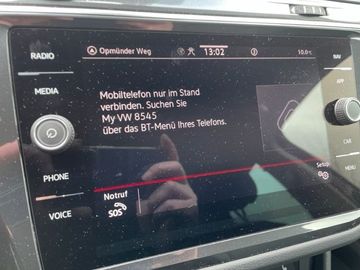 RADIO
Opmünder Weg
13:02
10.0°C
NAV
MEDIA
APP
Mobiltelefon nur im Stand
verbinden. Suchen Sie
My VW 8545
über das BT-Menü Ihres Telefons.
CAR
PHONE
Setup
MENU
Notruf
SOS
VOICE